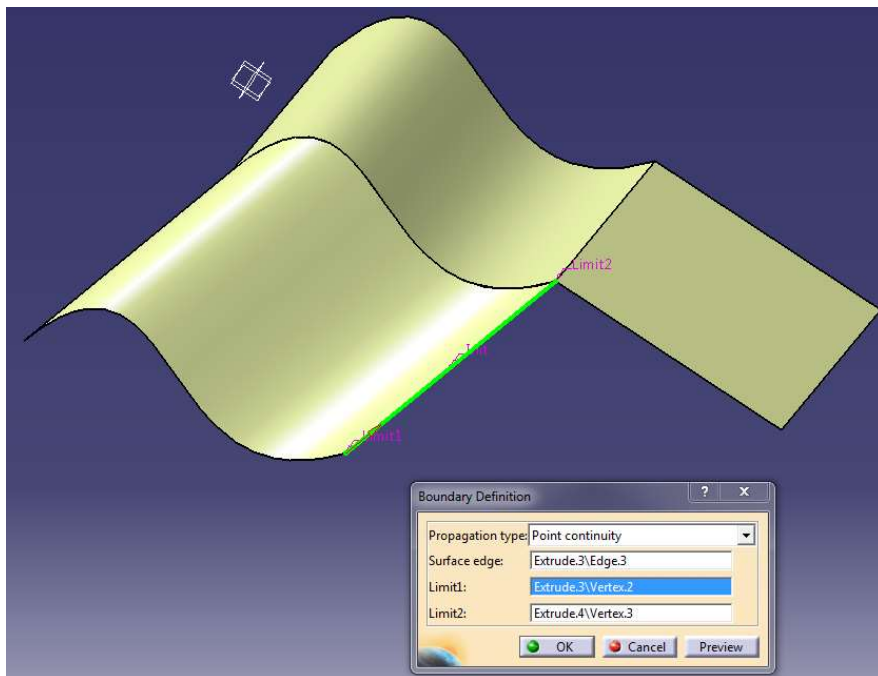 Limit2
Init
Limit1
Boundary Definition
? X
Propagation type: Point continuity
Surface edge: Extrude.3\Edge.3
Limit1: Extrude.3\Vertex.2
Limit2: Extrude.4\Vertex.3
OK Cancel Preview